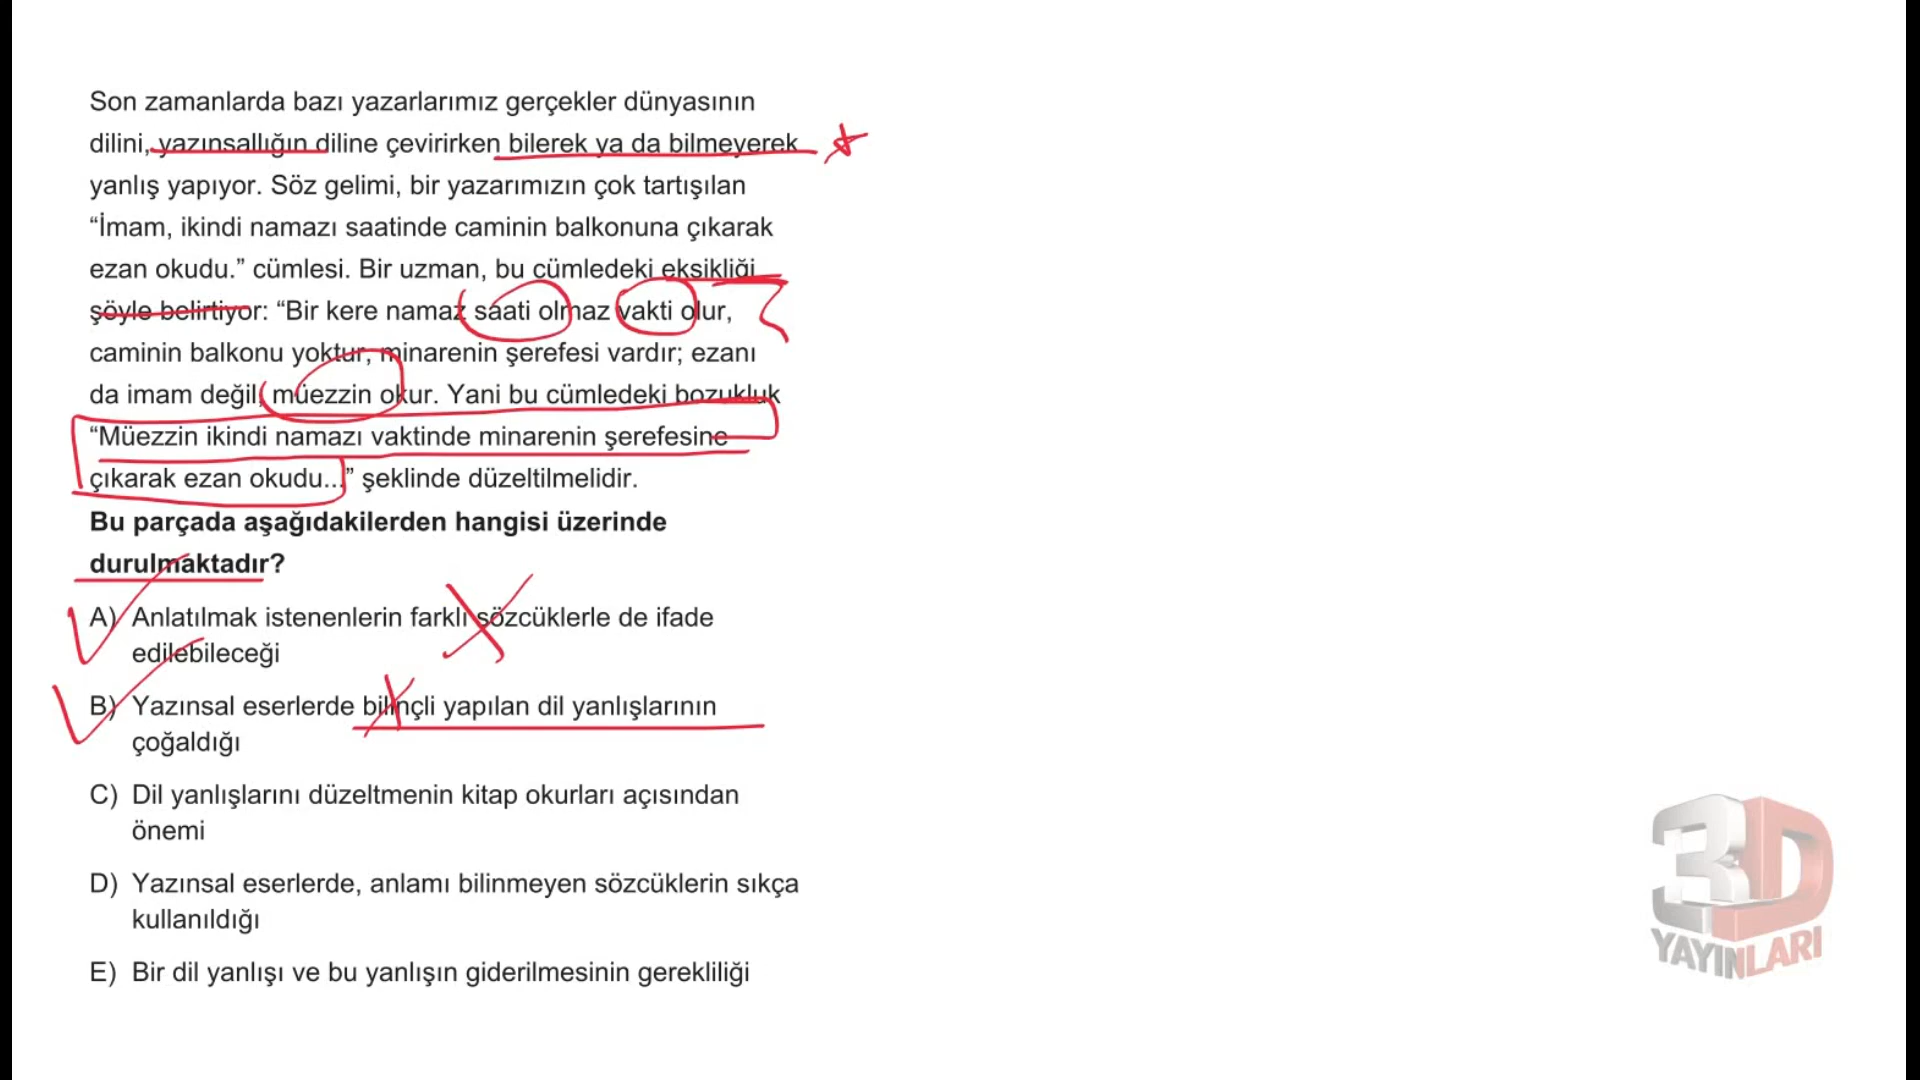 Son zamanlarda bazı yazarlarımız gerçekler dünyasının
dilini, yazınsallığın diline çevirirken bilerek ya da bilmeyerek
yanlış yapıyor. Söz gelimi, bir yazarımızın çok tartışılan
“İmam, ikindi namazı saatinde caminin balkonuna çıkarak
ezan okudu.” cümlesi. Bir uzman, bu cümledeki eksikliği
şöyle belirtiyor: “Bir kere namaz saati olmaz vakti olur,
caminin balkonu yoktur, minarenin şerefesi vardır; ezanı
da imam değil, müezzin okur. Yani bu cümledeki bozukluk
“Müezzin ikindi namazı vaktinde minarenin şerefesine
çıkarak ezan okudu...” şeklinde düzeltilmelidir.
Bu parçada aşağıdakilerden hangisi üzerinde
durulmaktadır?
A) Anlatılmak istenenlerin farklı sözcüklerle de ifade
edilebileceği
B) Yazınsal eserlerde bilinçli yapılan dil yanlışlarının
çoğaldığı
C) Dil yanlışlarını düzeltmenin kitap okurları açısından
önemi
D) Yazınsal eserlerde, anlamı bilinmeyen sözcüklerin sıkça
kullanıldığı
E) Bir dil yanlışı ve bu yanlışın giderilmesinin gerekliliği
3D
YAYINLARI